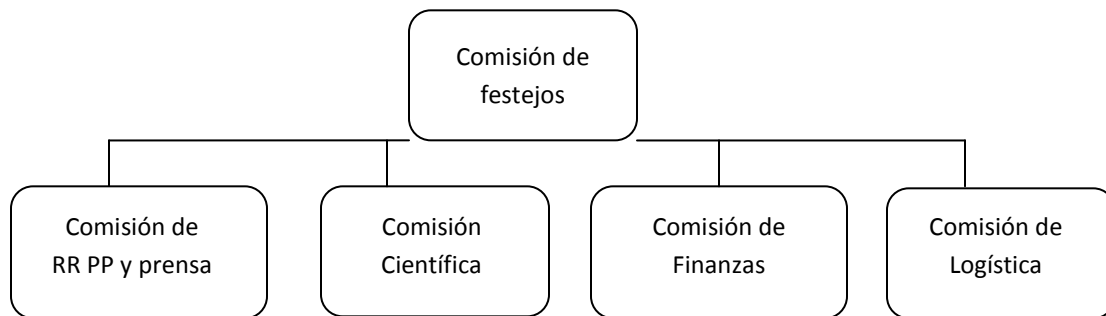 Comisión de
festejos
Comisión de
RR PP y prensa
Comisión
Científica
Comisión de
Finanzas
Comisión de
Logística